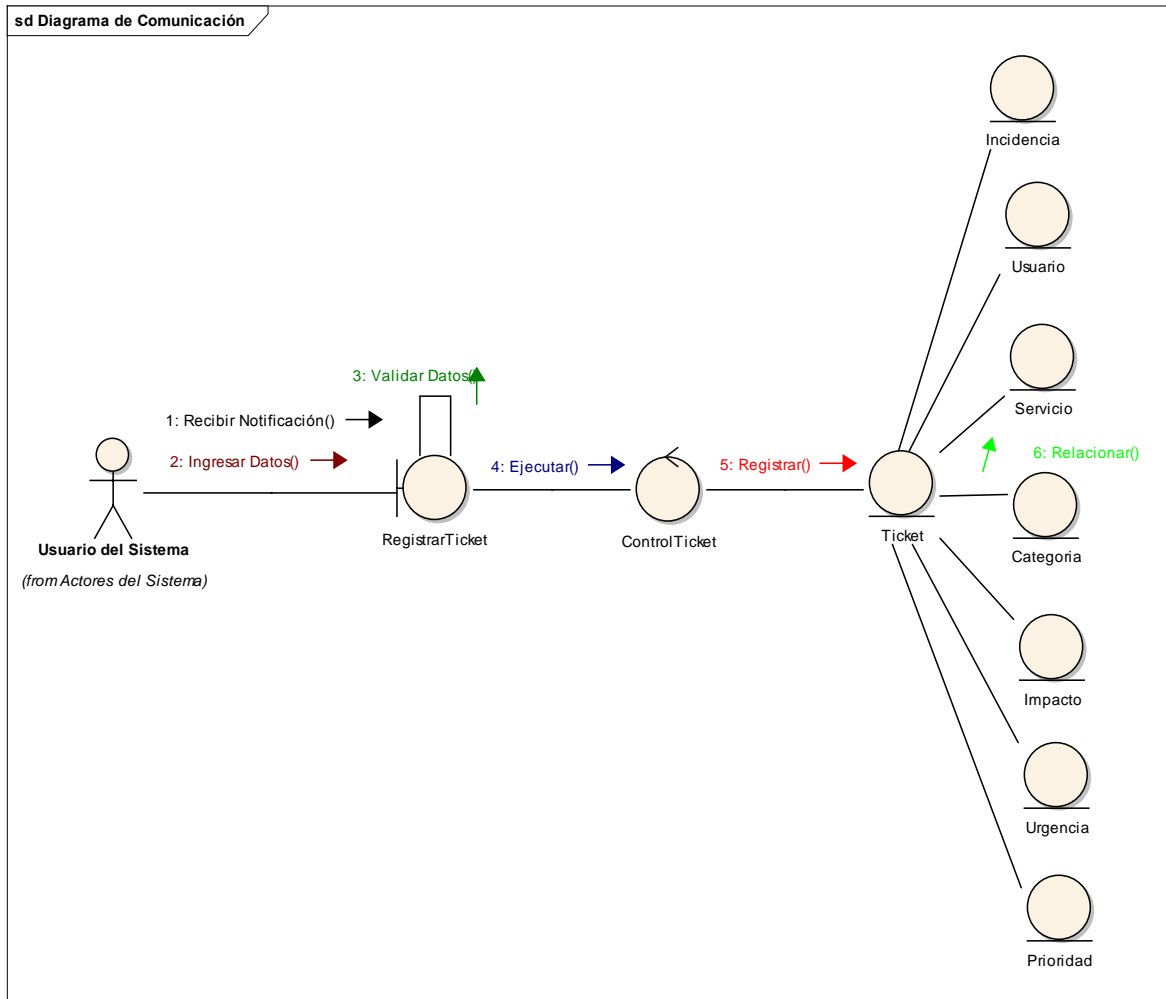 sd Diagrama de Comunicación
Incidencia
Usuario
Servicio
3: Validar Datos()
1: Recibir Notificación()
2: Ingresar Datos()
4: Ejecutar()
5: Registrar()
6: Relacionar()
RegistrarTicket
ControlTicket
Ticket
Categoria
Usuario del Sistema
(from Actores del Sistema)
Impacto
Urgencia
Prioridad